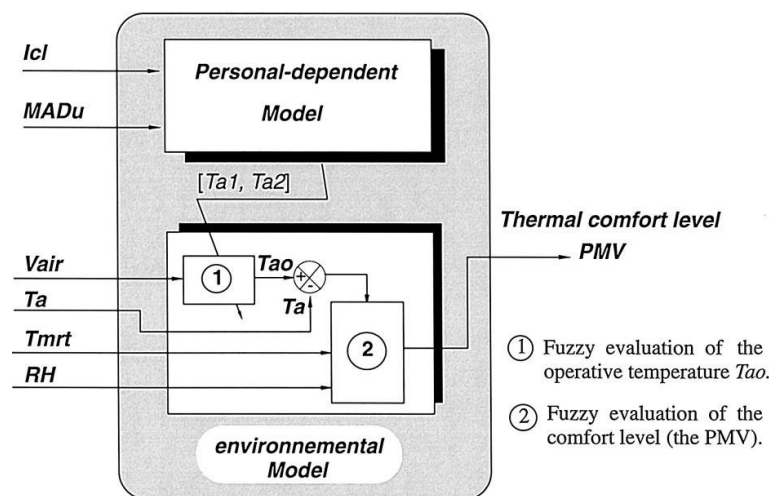 Icl
Personal-dependent
Model
MADu
[Ta1, Ta2]
Thermal comfort level
PMV
Vair
1
Tao
+
-
Ta
Ta
2
Tmrt
RH
1 Fuzzy evaluation of the
operative temperature Tao.
2 Fuzzy evaluation of the
comfort level (the PMV).
environnemental
Model